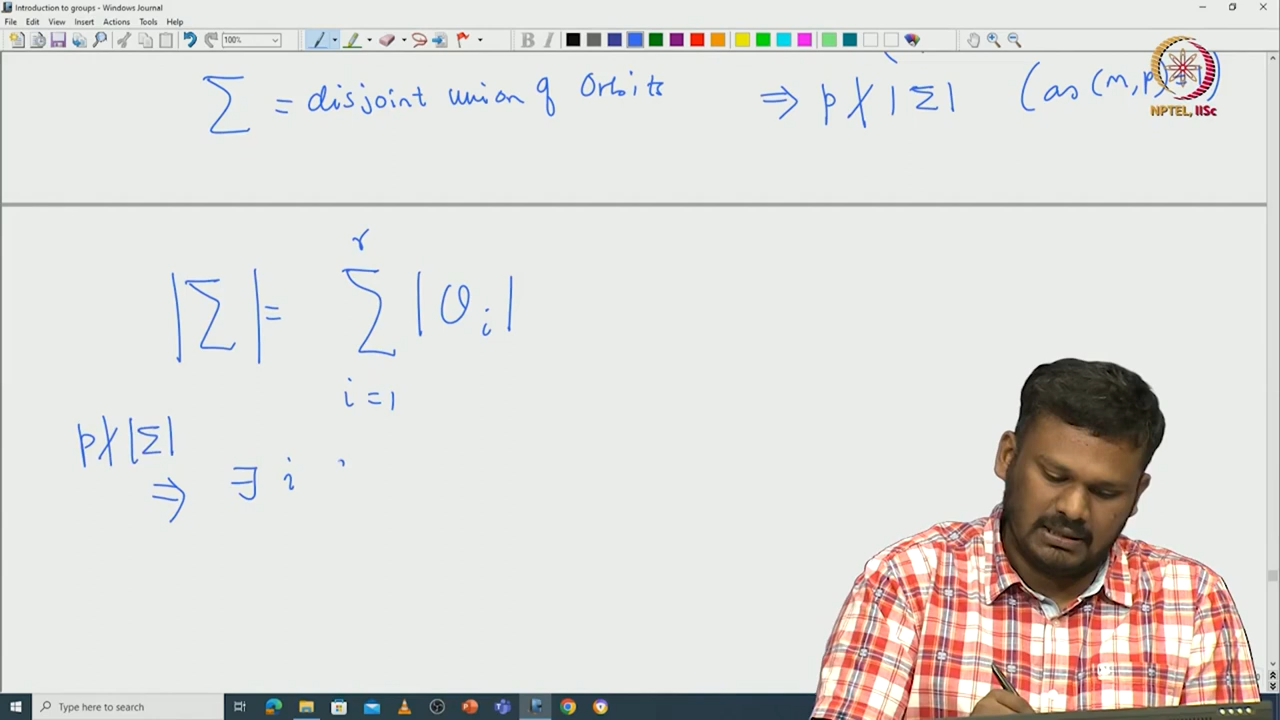 Introduction to groups - Windows Journal
File Edit View Insert Actions Tools Help
100%
NPTEL, IISc
Σ = disjoint union of Orbits ⇒ p ∤ |Σ| (as (m,p)=1)
|Σ| = Σ_{i=1}^{r} |O_i|
p ∤ |Σ|
⇒ ∃ i
Type here to search